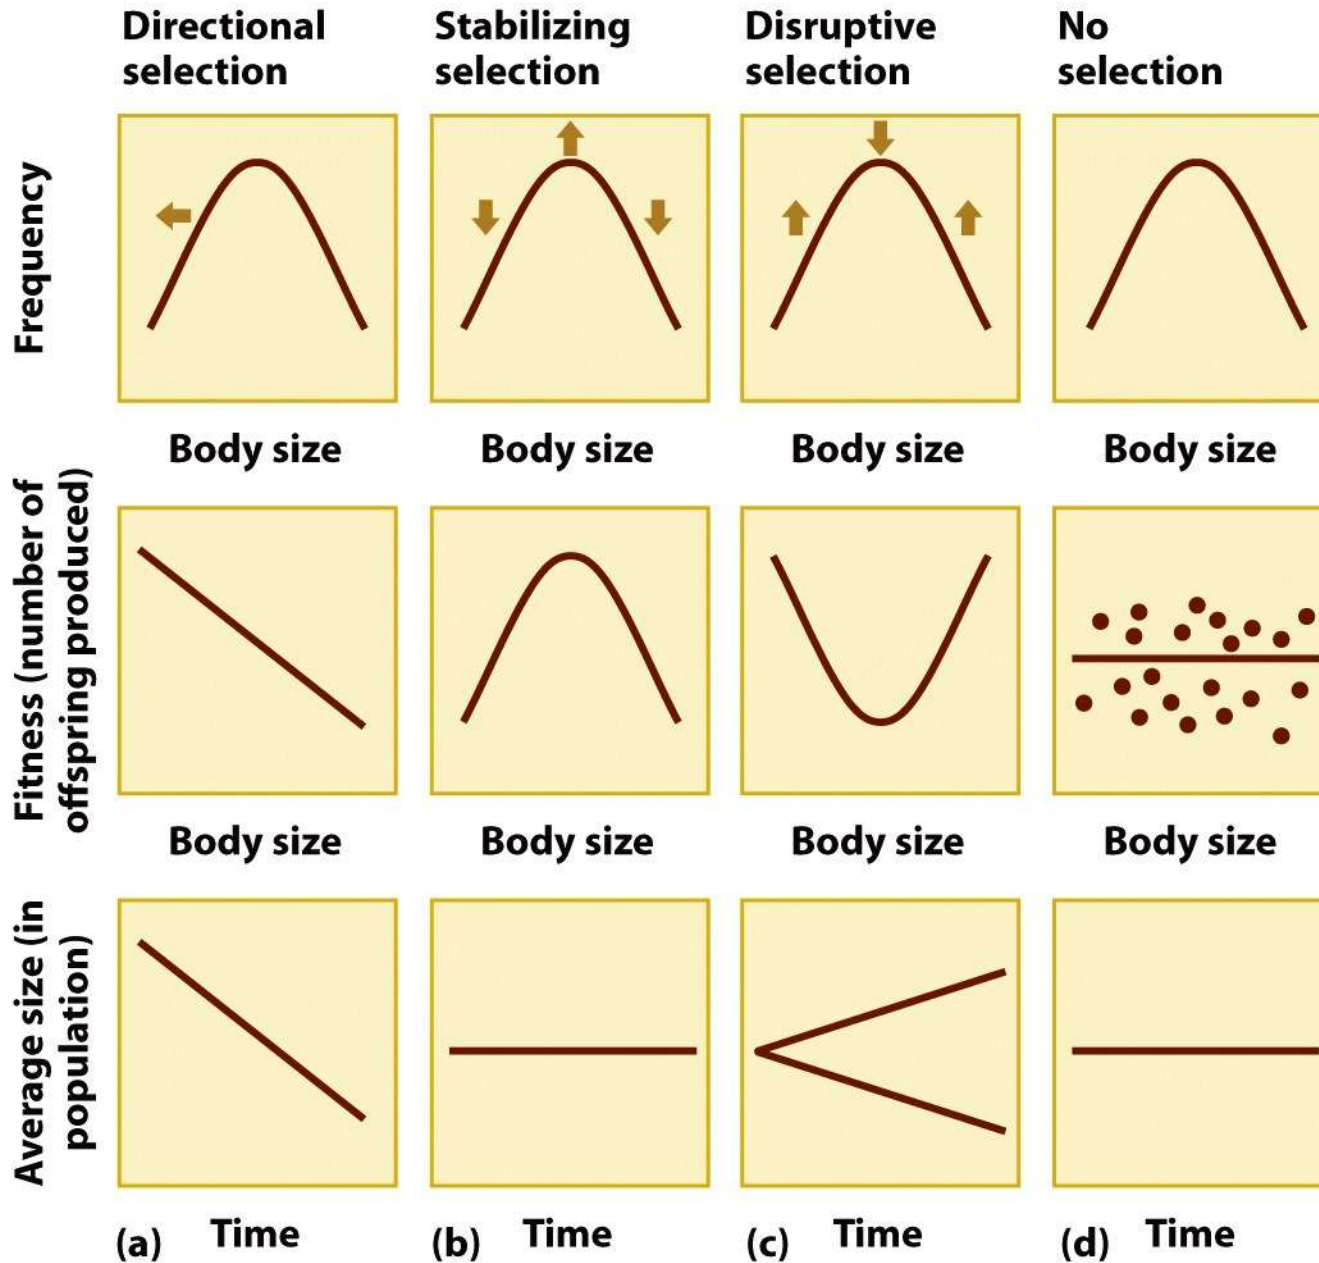 Directional
selection
Stabilizing
selection
Disruptive
selection
No
selection
Frequency
Body size
Body size
Body size
Body size
Fitness (number of
offspring produced)
Body size
Body size
Body size
Body size
Average size (in
population)
(a) Time
(b) Time
(c) Time
(d) Time